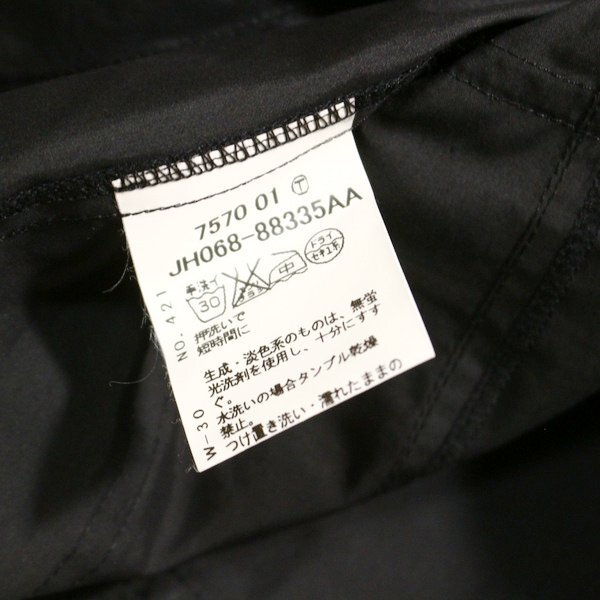 7570 01 Ⓣ
JH068-88335AA
手洗イ 30 中 ドライ セキユ系
押洗いで
短時間に
生成・淡色系のものは、無蛍
光洗剤を使用し、十分にすす
ぐ。
水洗いの場合タンブル乾燥
禁止。
つけ置き洗い・濡れたままの
NO. 421
W-30